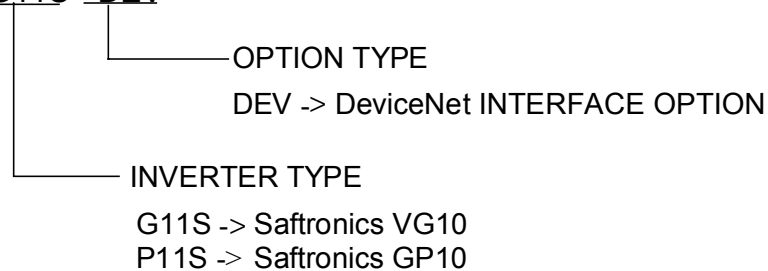 OPTION TYPE
DEV -> DeviceNet INTERFACE OPTION
INVERTER TYPE
G11S -> Saftronics VG10
P11S -> Saftronics GP10